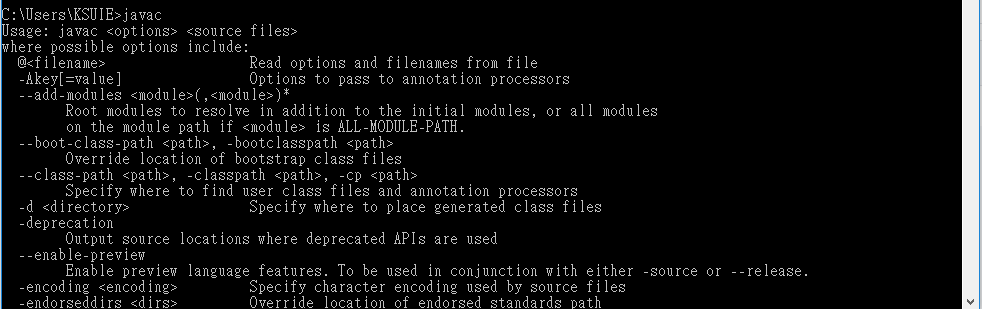 C:\Users\KSUIE>javac
Usage: javac <options> <source files>
where possible options include:
  @<filename>                  Read options and filenames from file
  -Akey[=value]                Options to pass to annotation processors
  --add-modules <module>(,<module>)*
        Root modules to resolve in addition to the initial modules, or all modules
        on the module path if <module> is ALL-MODULE-PATH.
  --boot-class-path <path>, -bootclasspath <path>
        Override location of bootstrap class files
  --class-path <path>, -classpath <path>, -cp <path>
        Specify where to find user class files and annotation processors
  -d <directory>               Specify where to place generated class files
  -deprecation
        Output source locations where deprecated APIs are used
  --enable-preview
        Enable preview language features. To be used in conjunction with either -source or --release.
  -encoding <encoding>         Specify character encoding used by source files
  -endorseddirs <dirs>         Override location of endorsed standards path